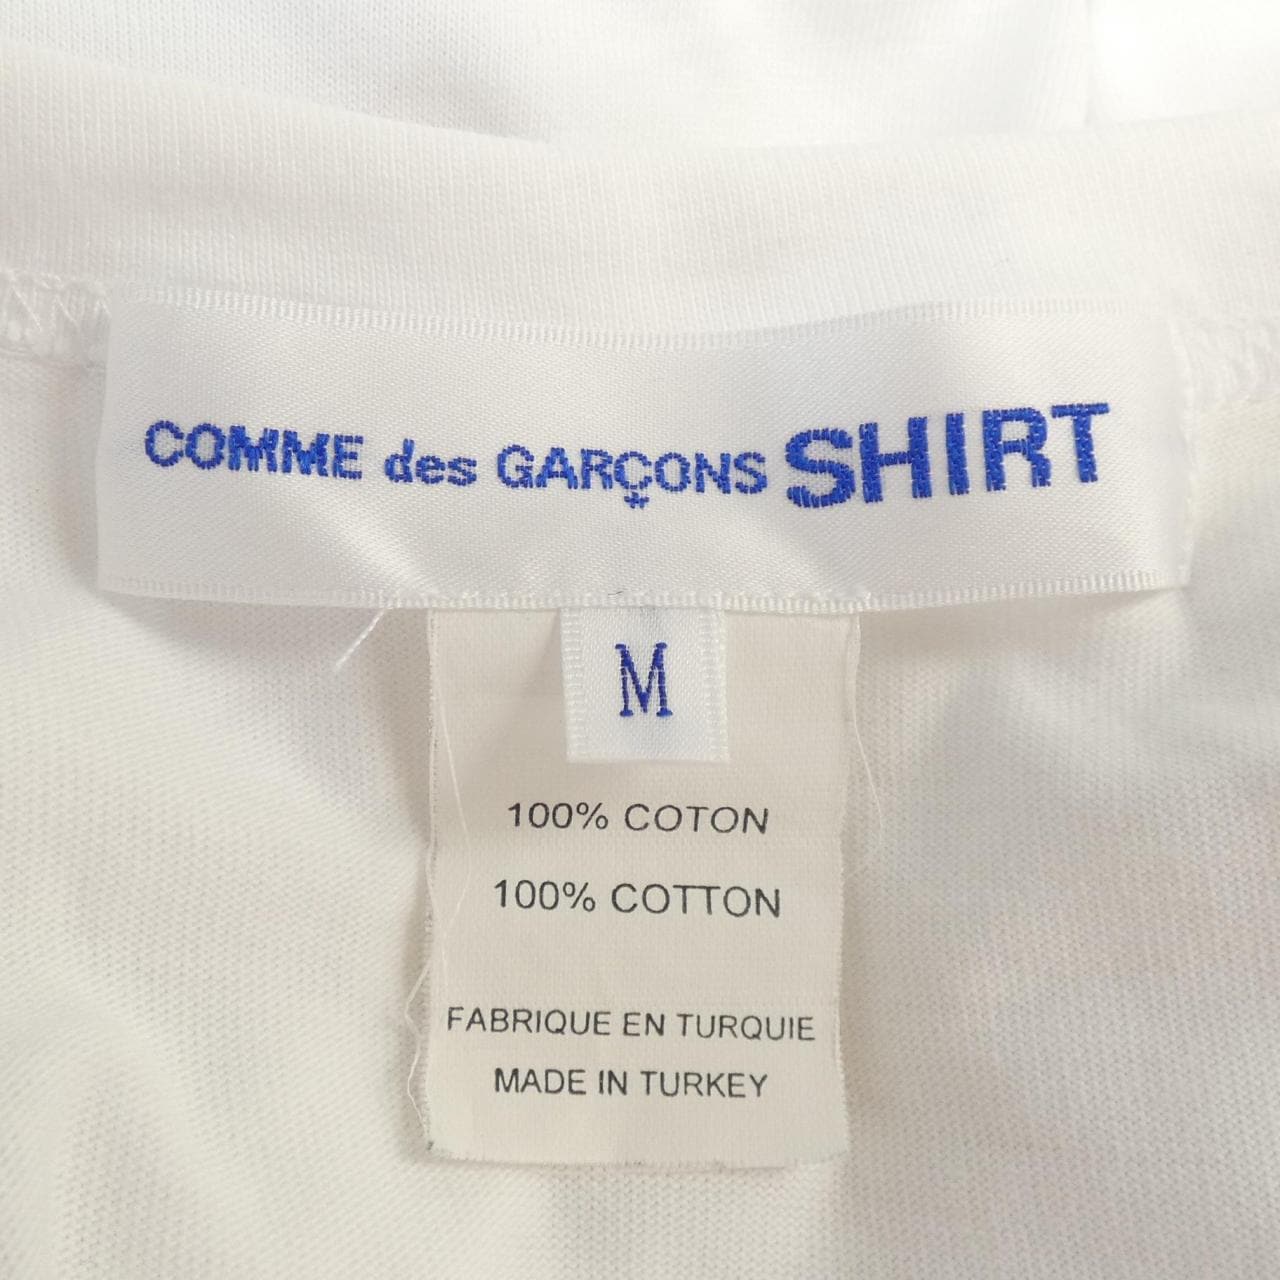 COMME des GARÇONS SHIRT
M
100% COTON
100% COTTON
FABRIQUE EN TURQUIE
MADE IN TURKEY